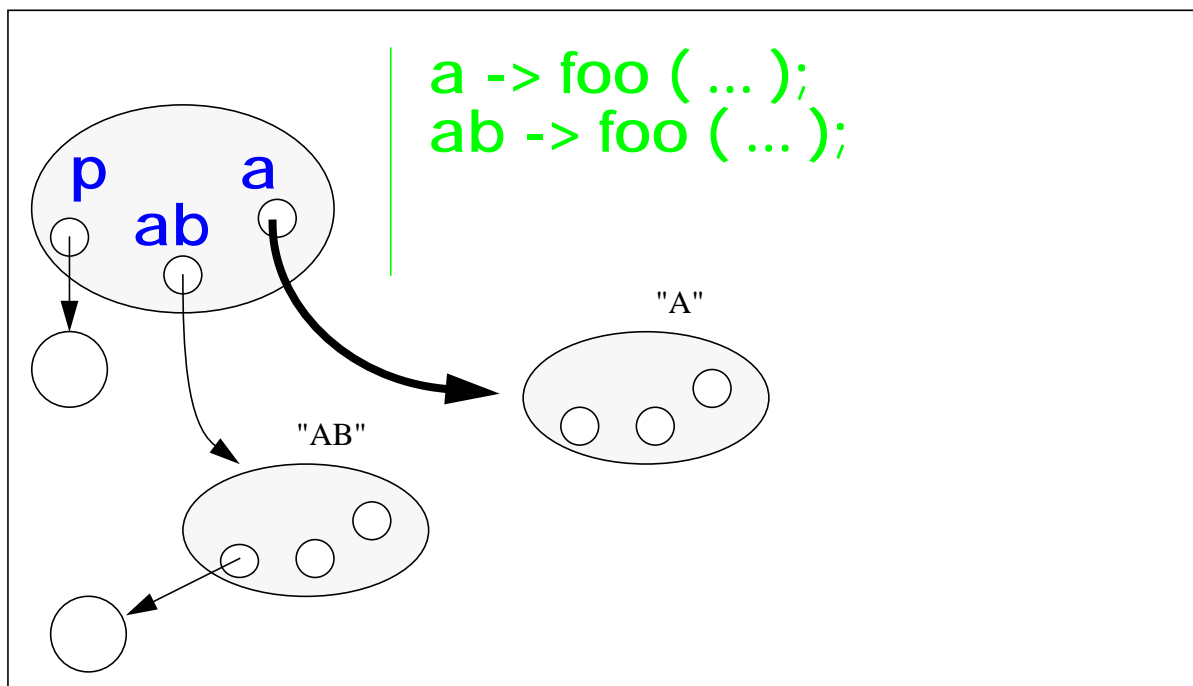 a -> foo ( ... );
ab -> foo ( ... );
p
a
ab
"A"
"AB"